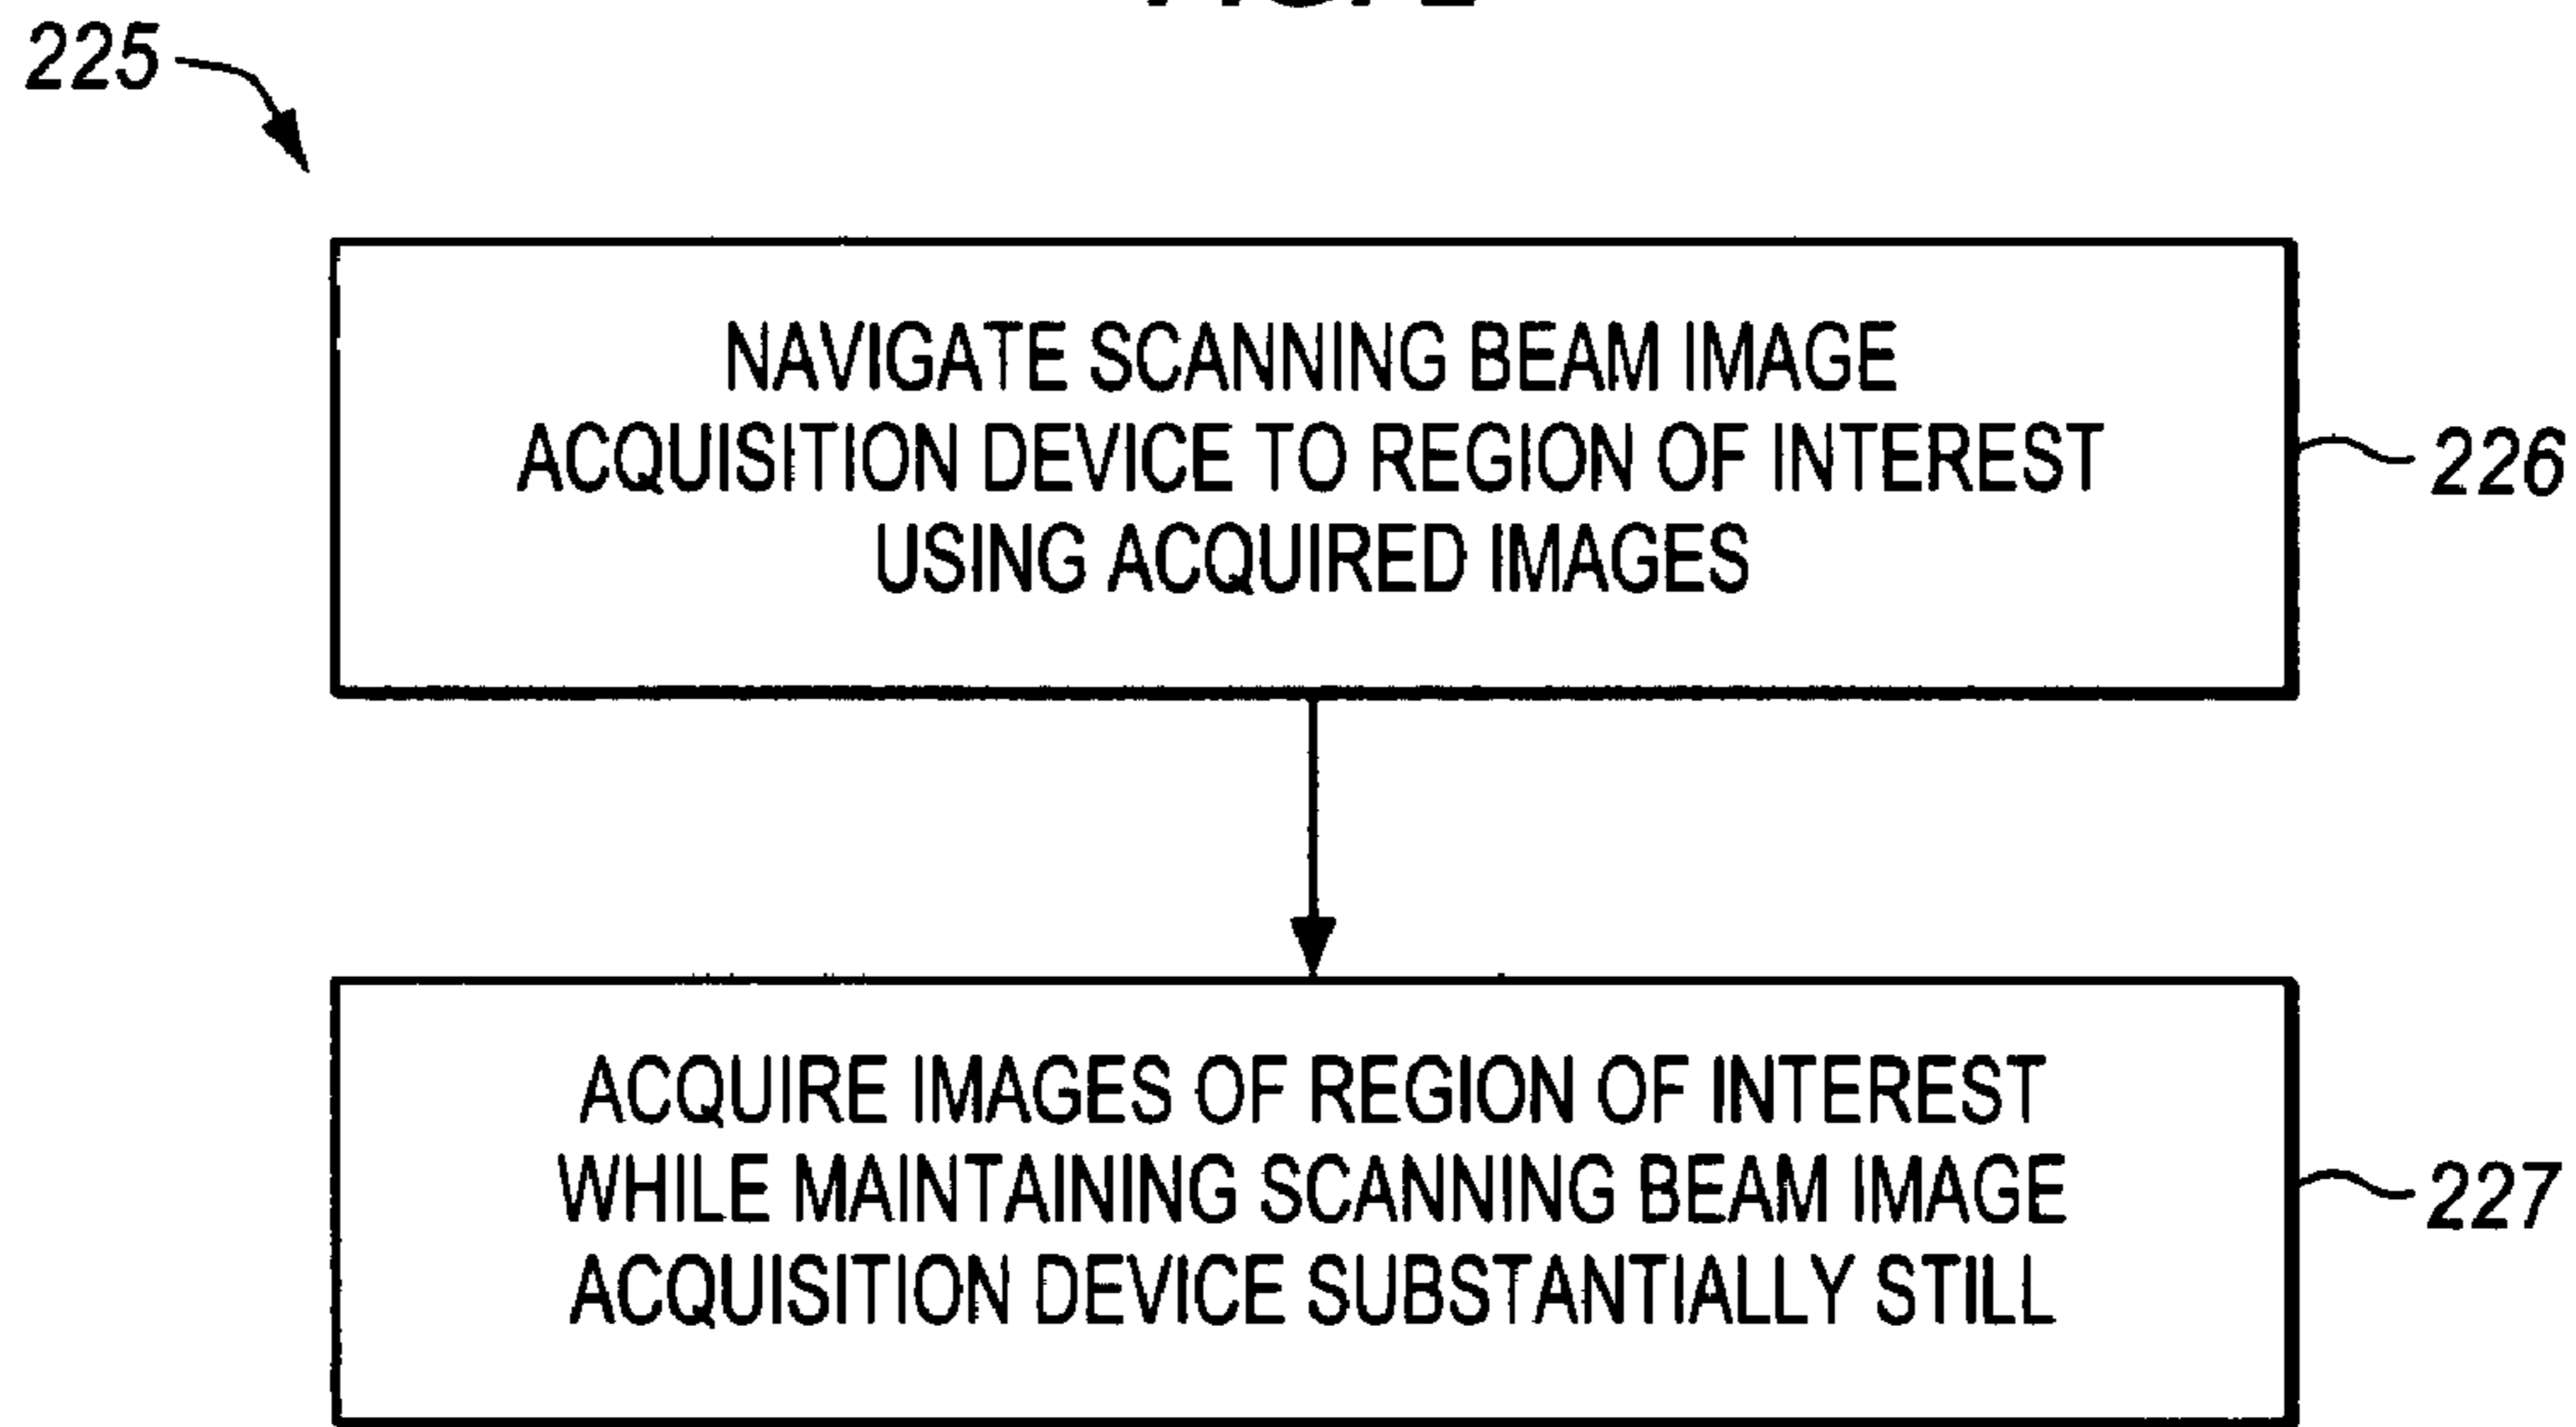 225
NAVIGATE SCANNING BEAM IMAGE
ACQUISITION DEVICE TO REGION OF INTEREST
USING ACQUIRED IMAGES
226
ACQUIRE IMAGES OF REGION OF INTEREST
WHILE MAINTAINING SCANNING BEAM IMAGE
ACQUISITION DEVICE SUBSTANTIALLY STILL
227